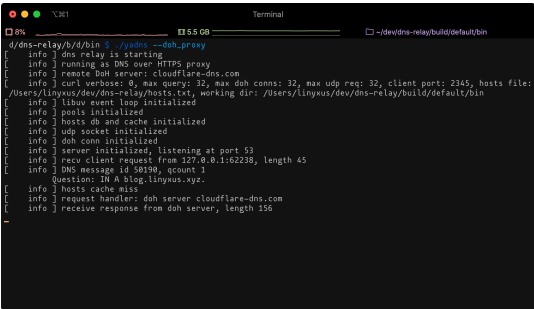 ⌥⌘1
Terminal
8%
5.5 GB
~/dev/dns-relay/build/default/bin
d/dns-relay/b/d/bin $ ./yadns --doh_proxy
[    info ] dns relay is starting
[    info ] running as DNS over HTTPS proxy
[    info ] remote DoH server: cloudflare-dns.com
[    info ] curl verbose: 0, max query: 32, max doh conns: 32, max udp req: 32, client port: 2345, hosts file:
/Users/linyxus/dev/dns-relay/hosts.txt, working dir: /Users/linyxus/dev/dns-relay/build/default/bin
[    info ] libuv event loop initialized
[    info ] pools initialized
[    info ] hosts db and cache initialized
[    info ] udp socket initialized
[    info ] doh conn initialized
[    info ] server initialized, listening at port 53
[    info ] recv client request from 127.0.0.1:62238, length 45
[    info ] DNS message id 50190, qcount 1
Question: IN A blog.linyxus.xyz.
[    info ] hosts cache miss
[    info ] request handler: doh server cloudflare-dns.com
[    info ] receive response from doh server, length 156